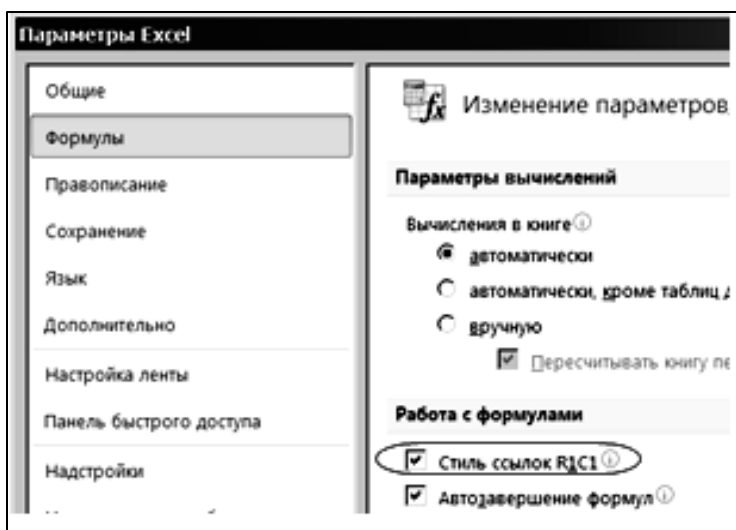 Параметры Excel
Общие
Формулы
Правописание
Сохранение
Язык
Дополнительно
Настройка ленты
Панель быстрого доступа
Надстройки
Изменение параметров,
Параметры вычислений
Вычисления в книге
автоматически
автоматически, кроме таблиц
вручную
Пересчитывать книгу
Работа с формулами
Стиль ссылок R1C1
Автозавершение формул